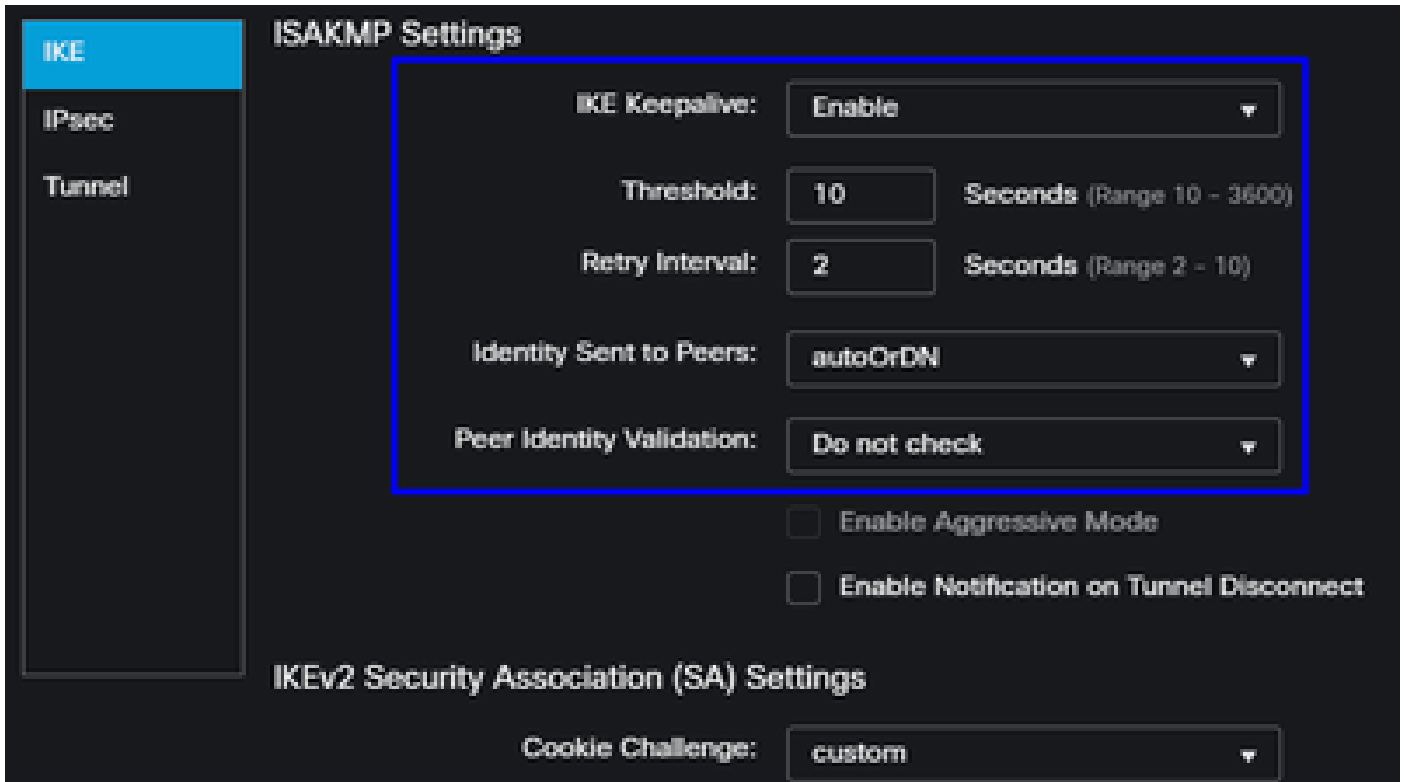 IKE
IPsec
Tunnel
ISAKMP Settings
IKE Keepalive: Enable
Threshold: 10 Seconds (Range 10 - 3600)
Retry Interval: 2 Seconds (Range 2 - 10)
Identity Sent to Peers: autoOrDN
Peer Identity Validation: Do not check
Enable Aggressive Mode
Enable Notification on Tunnel Disconnect
IKEv2 Security Association (SA) Settings
Cookie Challenge: custom